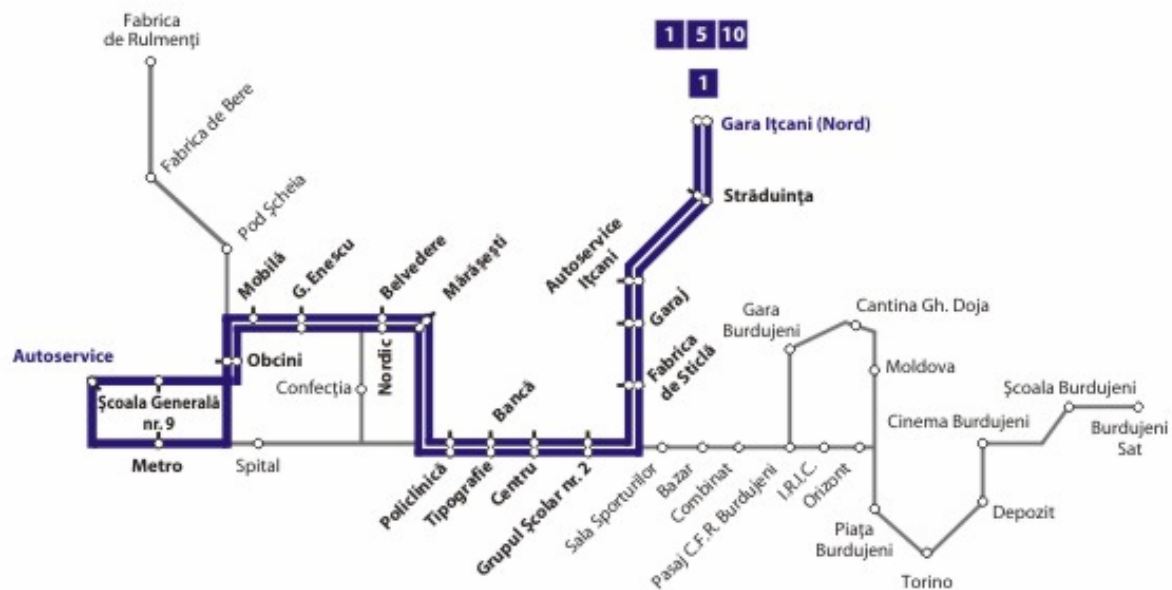 Fabrica
de Rulmenți
1 5 10
1
Gara Ițcani (Nord)
Fabrica de Bere
Străduința
Pod Șcheia
Mobilă
G. Enescu
Belvedere
Mărășești
Autoservice
Ițcani
Garaj
Cantina Gh. Doja
Gara
Burdujeni
Autoservice
Obcini
Nordic
Fabrica
de Sticlă
Moldova
Confecția
Școala Generală
nr. 9
Bancă
Școala Burdujeni
Cinema Burdujeni
Burdujeni
Sat
Metro
Spital
Policlinică
Tipografie
Centru
Grupul Școlar nr. 2
Sala Sporturilor
Bazar
Combinat
Pasaj C.F.R. Burdujeni
I.R.I.C.
Orizont
Piața
Burdujeni
Depozit
Torino